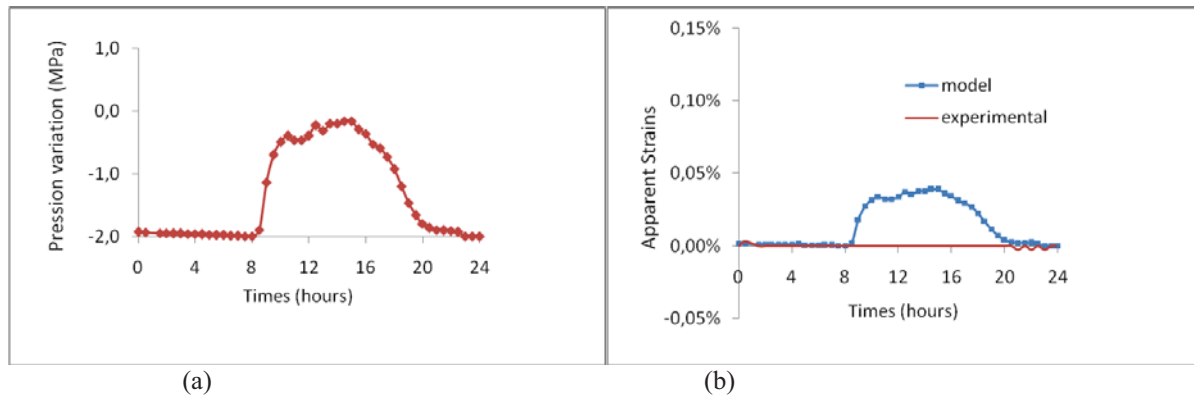 Pression variation (MPa)
1,0
0,0
-1,0
-2,0
0 4 8 12 16 20 24
Times (hours)
(a)
Apparent Strains
0,15%
0,10%
0,05%
0,00%
-0,05%
model
experimental
0 4 8 12 16 20 24
Times (hours)
(b)